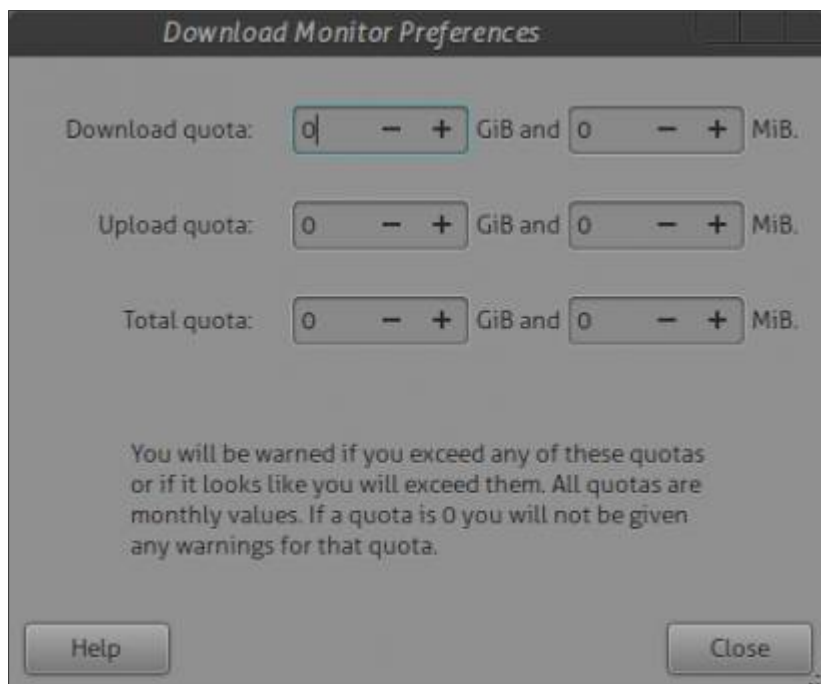 Download Monitor Preferences
Download quota: 0 − + GiB and 0 − + MiB.
Upload quota: 0 − + GiB and 0 − + MiB.
Total quota: 0 − + GiB and 0 − + MiB.
You will be warned if you exceed any of these quotas
or if it looks like you will exceed them. All quotas are
monthly values. If a quota is 0 you will not be given
any warnings for that quota.
Help Close